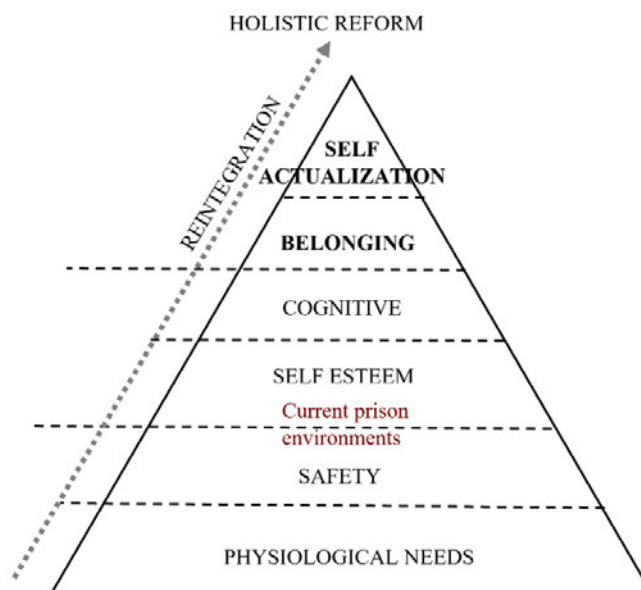 HOLISTIC REFORM
REINTEGRATION
SELF
ACTUALIZATION
BELONGING
COGNITIVE
SELF ESTEEM
Current prison
environments
SAFETY
PHYSIOLOGICAL NEEDS